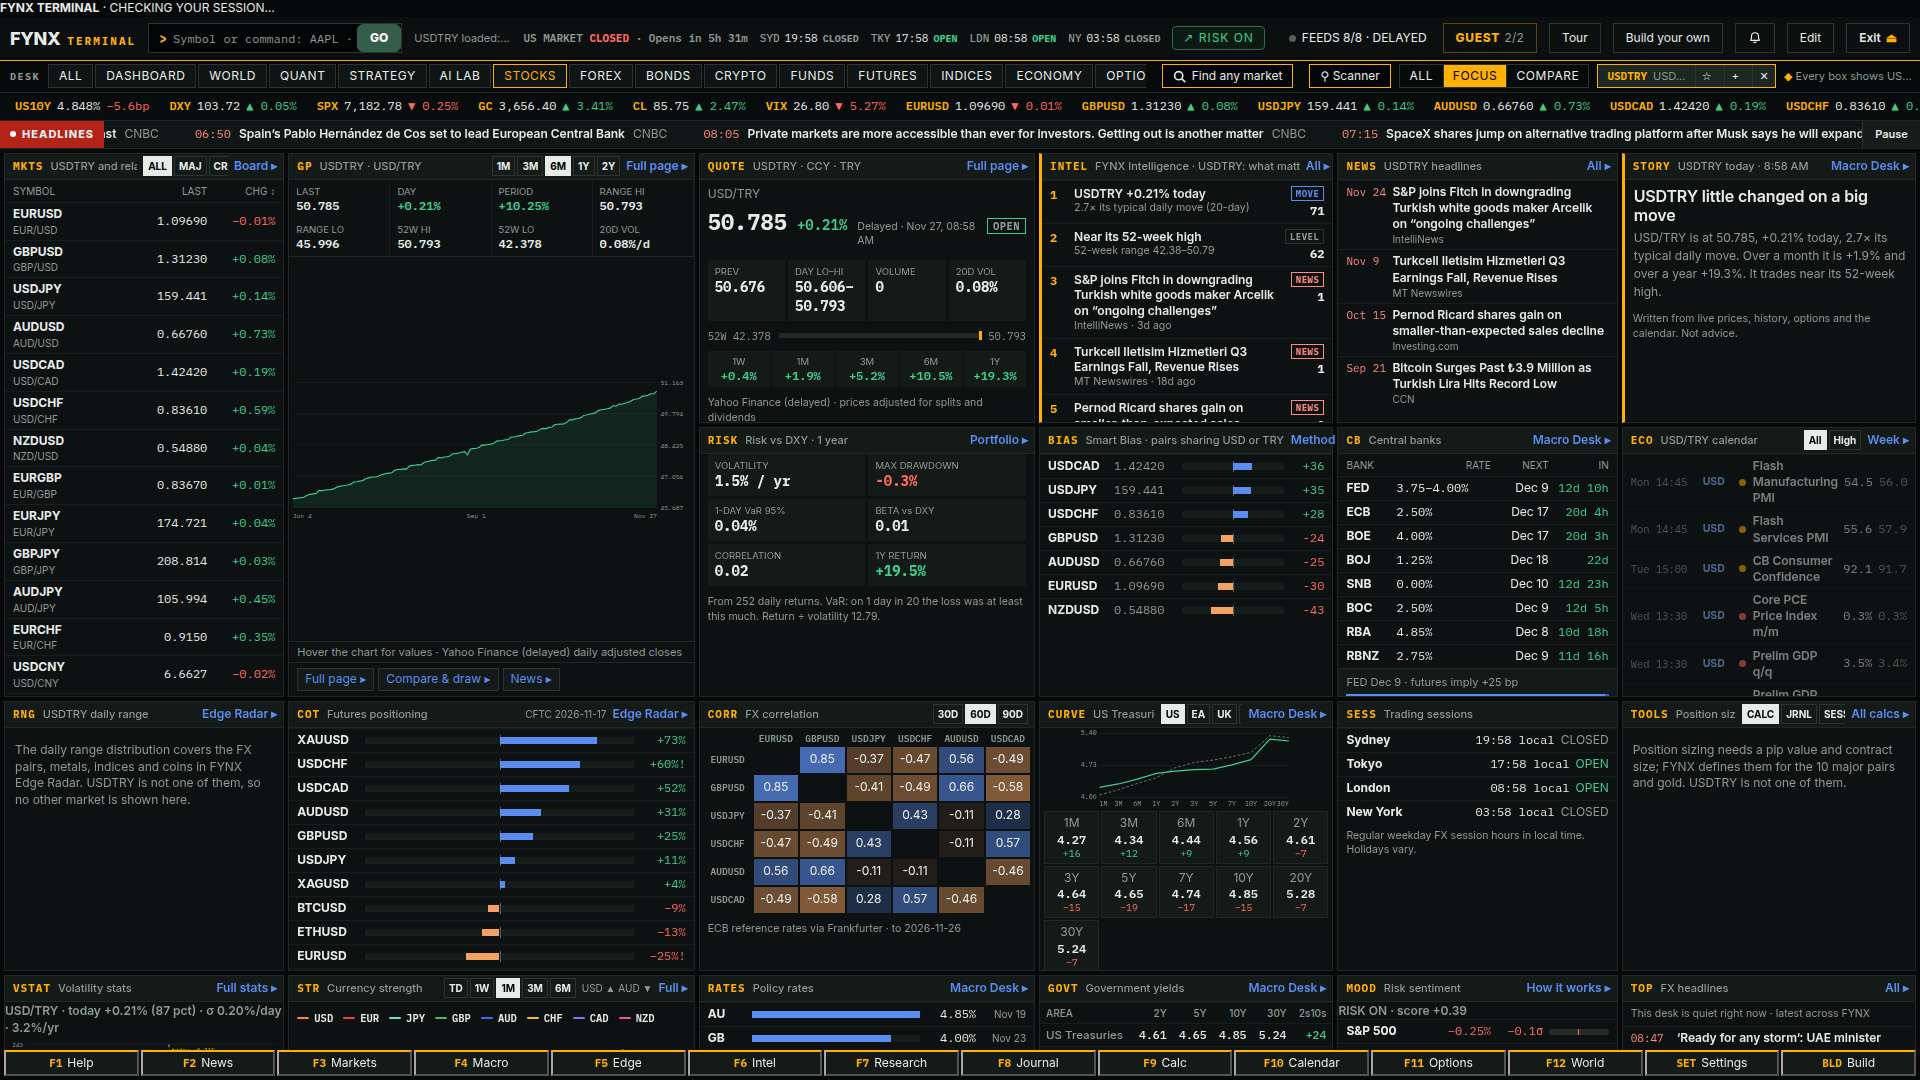 FYNX TERMINAL · CHECKING YOUR SESSION...
FYNX TERMINAL > Symbol or command: AAPL · GO USDTRY loaded:... US MARKET CLOSED · Opens in 5h 31m SYD 19:58 CLOSED TKY 17:58 OPEN LDN 08:58 OPEN NY 03:58 CLOSED ↗ RISK ON FEEDS 8/8 · DELAYED GUEST 2/2 Tour Build your own Edit Exit
DESK ALL DASHBOARD WORLD QUANT STRATEGY AI LAB STOCKS FOREX BONDS CRYPTO FUNDS FUTURES INDICES ECONOMY OPTIO Find any market Scanner ALL FOCUS COMPARE USDTRY USD... ☆ + ✕ ◆ Every box shows US...
US10Y 4.848% −5.6bp DXY 103.72 ▲ 0.05% SPX 7,182.78 ▼ 0.25% GC 3,656.40 ▲ 3.41% CL 85.75 ▲ 2.47% VIX 26.80 ▼ 5.27% EURUSD 1.09690 ▼ 0.01% GBPUSD 1.31230 ▲ 0.08% USDJPY 159.441 ▲ 0.14% AUDUSD 0.66760 ▲ 0.73% USDCAD 1.42420 ▲ 0.19% USDCHF 0.83610 ▲ 0.
HEADLINES st CNBC 06:50 Spain's Pablo Hernández de Cos set to lead European Central Bank CNBC 08:05 Private markets are more accessible than ever for investors. Getting out is another matter CNBC 07:15 SpaceX shares jump on alternative trading platform after Musk says he will expand Pause
MKTS USDTRY and rela ALL MAJ CR Board ▸
SYMBOL LAST CHG ↕
EURUSD EUR/USD 1.09690 −0.01%
GBPUSD GBP/USD 1.31230 +0.08%
USDJPY USD/JPY 159.441 +0.14%
AUDUSD AUD/USD 0.66760 +0.73%
USDCAD USD/CAD 1.42420 +0.19%
USDCHF USD/CHF 0.83610 +0.59%
NZDUSD NZD/USD 0.54880 +0.04%
EURGBP EUR/GBP 0.83670 +0.01%
EURJPY EUR/JPY 174.721 +0.04%
GBPJPY GBP/JPY 208.814 +0.03%
AUDJPY AUD/JPY 105.994 +0.45%
EURCHF EUR/CHF 0.9150 +0.35%
USDCNY USD/CNY 6.6627 −0.02%
GP USDTRY · USD/TRY 1M 3M 6M 1Y 2Y Full page ▸
LAST DAY PERIOD RANGE HI
50.785 +0.21% +10.25% 50.793
RANGE LO 52W HI 52W LO 20D VOL
45.996 50.793 42.378 0.08%/d
51.163
49.794
48.425
47.056
45.687
Jun 4 Sep 1 Nov 27
Hover the chart for values · Yahoo Finance (delayed) daily adjusted closes
Full page ▸ Compare & draw ▸ News ▸
QUOTE USDTRY · CCY · TRY Full page ▸
USD/TRY
50.785 +0.21% Delayed · Nov 27, 08:58 AM OPEN
PREV DAY LO–HI VOLUME 20D VOL
50.676 50.606–50.793 0 0.08%
52W 42.378 50.793
1W 1M 3M 6M 1Y
+0.4% +1.9% +5.2% +10.5% +19.3%
Yahoo Finance (delayed) · prices adjusted for splits and
dividends
INTEL FYNX Intelligence · USDTRY: what matt All ▸
1 USDTRY +0.21% today MOVE
2.7× its typical daily move (20-day) 71
2 Near its 52-week high LEVEL
52-week range 42.38–50.79 62
3 S&P joins Fitch in downgrading NEWS
Turkish white goods maker Arcelik 1
on “ongoing challenges”
IntelliNews · 3d ago
4 Turkcell Iletisim Hizmetleri Q3 NEWS
Earnings Fall, Revenue Rises 1
MT Newswires · 18d ago
5 Pernod Ricard shares gain on NEWS
NEWS USDTRY headlines All ▸
Nov 24 S&P joins Fitch in downgrading
Turkish white goods maker Arcelik
on “ongoing challenges”
IntelliNews
Nov 9 Turkcell Iletisim Hizmetleri Q3
Earnings Fall, Revenue Rises
MT Newswires
Oct 15 Pernod Ricard shares gain on
smaller-than-expected sales decline
Investing.com
Sep 21 Bitcoin Surges Past ₺3.9 Million as
Turkish Lira Hits Record Low
CCN
STORY USDTRY today · 8:58 AM Macro Desk ▸
USDTRY little changed on a big
move
USD/TRY is at 50.785, +0.21% today, 2.7× its
typical daily move. Over a month it is +1.9% and
over a year +19.3%. It trades near its 52-week
high.
Written from live prices, history, options and the
calendar. Not advice.
RISK Risk vs DXY · 1 year Portfolio ▸
VOLATILITY MAX DRAWDOWN
1.5% / yr −0.3%
1-DAY VaR 95% BETA vs DXY
0.04% 0.01
CORRELATION 1Y RETURN
0.02 +19.5%
From 252 daily returns. VaR: on 1 day in 20 the loss was at least
this much. Return ÷ volatility 12.79.
BIAS Smart Bias · pairs sharing USD or TRY Method
USDCAD 1.42420 +36
USDJPY 159.441 +35
USDCHF 0.83610 +28
GBPUSD 1.31230 −24
AUDUSD 0.66760 −25
EURUSD 1.09690 −30
NZDUSD 0.54880 −43
CB Central banks Macro Desk ▸
BANK RATE NEXT IN
FED 3.75–4.00% Dec 9 12d 10h
ECB 2.50% Dec 17 20d 4h
BOE 4.00% Dec 17 20d 3h
BOJ 1.25% Dec 18 22d
SNB 0.00% Dec 10 12d 23h
BOC 2.50% Dec 9 12d 5h
RBA 4.85% Dec 8 10d 18h
RBNZ 2.75% Dec 9 11d 16h
FED Dec 9 · futures imply +25 bp
ECO USD/TRY calendar All High Week ▸
Mon 14:45 USD Flash Manufacturing PMI 54.5 56.0
Mon 14:45 USD Flash Services PMI 55.6 57.9
Tue 15:00 USD CB Consumer Confidence 92.1 91.7
Wed 13:30 USD Core PCE Price Index m/m 0.3% 0.3%
Wed 13:30 USD Prelim GDP q/q 3.5% 3.4%
Prelim GDP
RNG USDTRY daily range Edge Radar ▸
The daily range distribution covers the FX
pairs, metals, indices and coins in FYNX
Edge Radar. USDTRY is not one of them, so
no other market is shown here.
COT Futures positioning CFTC 2026-11-17 Edge Radar ▸
XAUUSD +73%
USDCHF +60%!
USDCAD +52%
AUDUSD +31%
GBPUSD +25%
USDJPY +11%
XAGUSD +4%
BTCUSD −9%
ETHUSD −13%
EURUSD −25%!
CORR FX correlation 30D 60D 90D
EURUSD GBPUSD USDJPY USDCHF AUDUSD USDCAD
EURUSD 0.85 -0.37 -0.47 0.56 -0.49
GBPUSD 0.85 -0.41 -0.49 0.66 -0.58
USDJPY -0.37 -0.41 0.43 -0.11 0.28
USDCHF -0.47 -0.49 0.43 -0.11 0.57
AUDUSD 0.56 0.66 -0.11 -0.11 -0.46
USDCAD -0.49 -0.58 0.28 0.57 -0.46
ECB reference rates via Frankfurter · to 2026-11-26
CURVE US Treasuri US EA UK Macro Desk ▸
5.40
4.73
4.06
1M 3M 6M 1Y 2Y 3Y 5Y 7Y 10Y 20Y30Y
1M 3M 6M 1Y 2Y
4.27 4.34 4.44 4.56 4.61
+16 +12 +9 +9 −7
3Y 5Y 7Y 10Y 20Y
4.64 4.65 4.74 4.85 5.28
−15 −19 −17 −15 −7
30Y
5.24
−7
SESS Trading sessions
Sydney 19:58 local CLOSED
Tokyo 17:58 local OPEN
London 08:58 local OPEN
New York 03:58 local CLOSED
Regular weekday FX session hours in local time.
Holidays vary.
TOOLS Position siz CALC JRNL SES All calcs ▸
Position sizing needs a pip value and contract
size; FYNX defines them for the 10 major pairs
and gold. USDTRY is not one of them.
VSTAT Volatility stats Full stats ▸
USD/TRY · today +0.21% (87 pct) · σ 0.20%/day
· 3.2%/yr
STR Currency strength TD 1W 1M 3M 6M USD ▲ AUD ▼ Full ▸
USD EUR JPY GBP AUD CHF CAD NZD
RATES Policy rates Macro Desk ▸
AU 4.85% Nov 19
GB 4.00% Nov 23
GOVT Government yields Macro Desk ▸
AREA 2Y 5Y 10Y 30Y 2s10s
US Treasuries 4.61 4.65 4.85 5.24 +24
MOOD Risk sentiment How it works ▸
RISK ON · score +0.39
S&P 500 −0.25% −0.1σ
TOP FX headlines All ▸
This desk is quiet right now · latest across FYNX
08:47 ‘Ready for any storm’: UAE minister
F1 Help F2 News F3 Markets F4 Macro F5 Edge F6 Intel F7 Research F8 Journal F9 Calc F10 Calendar F11 Options F12 World SET Settings BLD Build